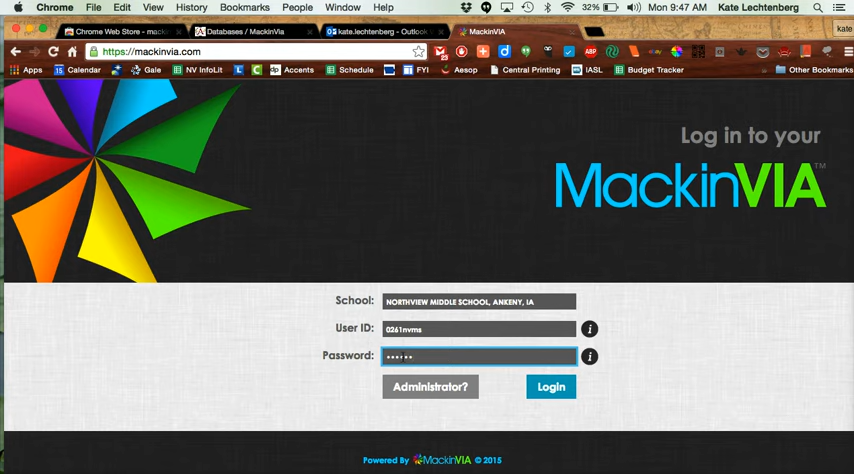 Chrome File Edit View History Bookmarks People Window Help 32% Mon 9:47 AM Kate Lechtenberg
Chrome Web Store - mackin Databases / MackinVIA kate.lechtenberg - Outlook MackinVIA kate
https://mackinvia.com
Apps Calendar Gale NV InfoLit Accents Schedule FYI Aesop Central Printing IASL Budget Tracker Other Bookmarks
Log in to your
MackinVIA™
School: NORTHVIEW MIDDLE SCHOOL, ANKENY, IA
User ID: 0261nvms
Password: ••••••
Administrator? Login
Powered By MackinVIA © 2015